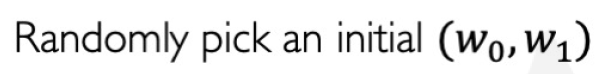 Randomly pick an initial (w₀, w₁)